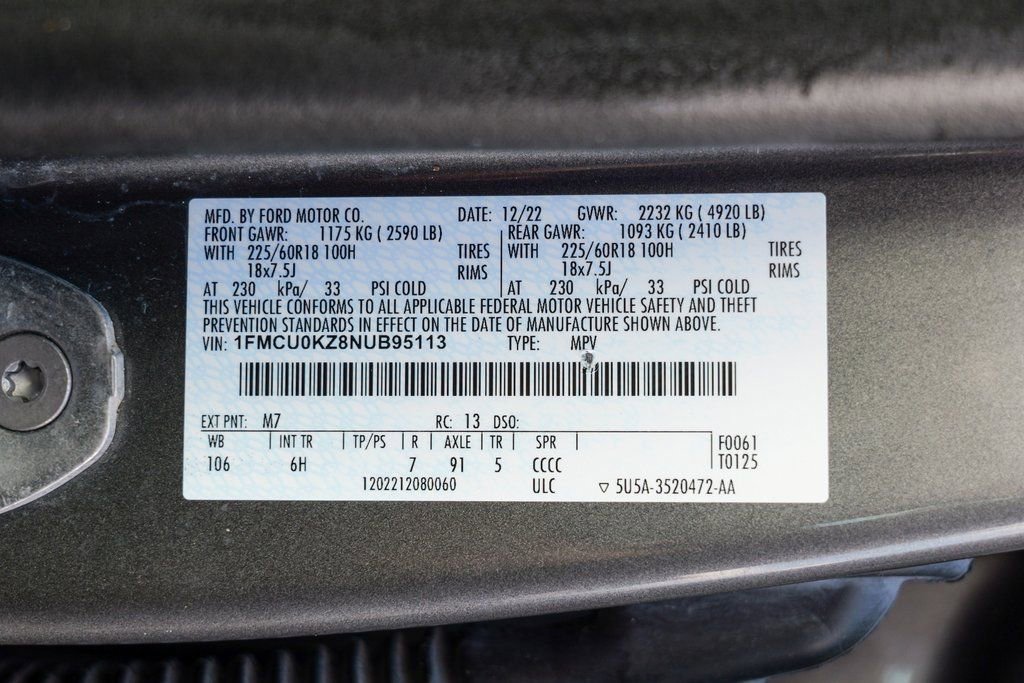 MFD. BY FORD MOTOR CO. DATE: 12/22 GVWR: 2232 KG ( 4920 LB)
FRONT GAWR: 1175 KG ( 2590 LB) REAR GAWR: 1093 KG ( 2410 LB)
WITH 225/60R18 100H TIRES WITH 225/60R18 100H TIRES
18x7.5J RIMS 18x7.5J RIMS
AT 230 kPa/ 33 PSI COLD AT 230 kPa/ 33 PSI COLD
THIS VEHICLE CONFORMS TO ALL APPLICABLE FEDERAL MOTOR VEHICLE SAFETY AND THEFT
PREVENTION STANDARDS IN EFFECT ON THE DATE OF MANUFACTURE SHOWN ABOVE.
VIN: 1FMCU0KZ8NUB95113 TYPE: MPV
EXT PNT: M7 RC: 13 DSO:
WB INT TR TP/PS R AXLE TR SPR F0061
106 6H 7 91 5 CCCC T0125
1202212080060 ULC ▽ 5U5A-3520472-AA